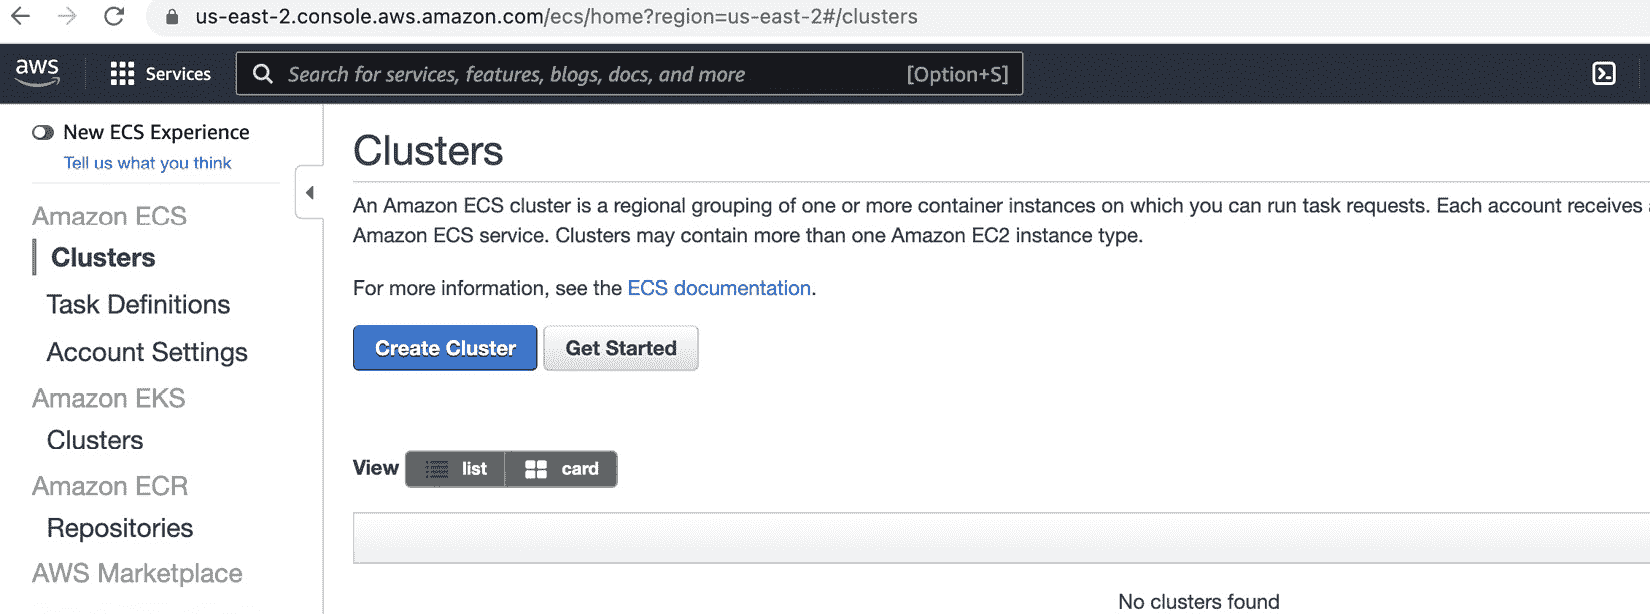 us-east-2.console.aws.amazon.com/ecs/home?region=us-east-2#/clusters
aws
Services
Search for services, features, blogs, docs, and more
[Option+S]
New ECS Experience
Tell us what you think
Amazon ECS
Clusters
Task Definitions
Account Settings
Amazon EKS
Clusters
Amazon ECR
Repositories
AWS Marketplace
Clusters
An Amazon ECS cluster is a regional grouping of one or more container instances on which you can run task requests. Each account receives
Amazon ECS service. Clusters may contain more than one Amazon EC2 instance type.
For more information, see the ECS documentation.
Create Cluster
Get Started
View
list
card
No clusters found